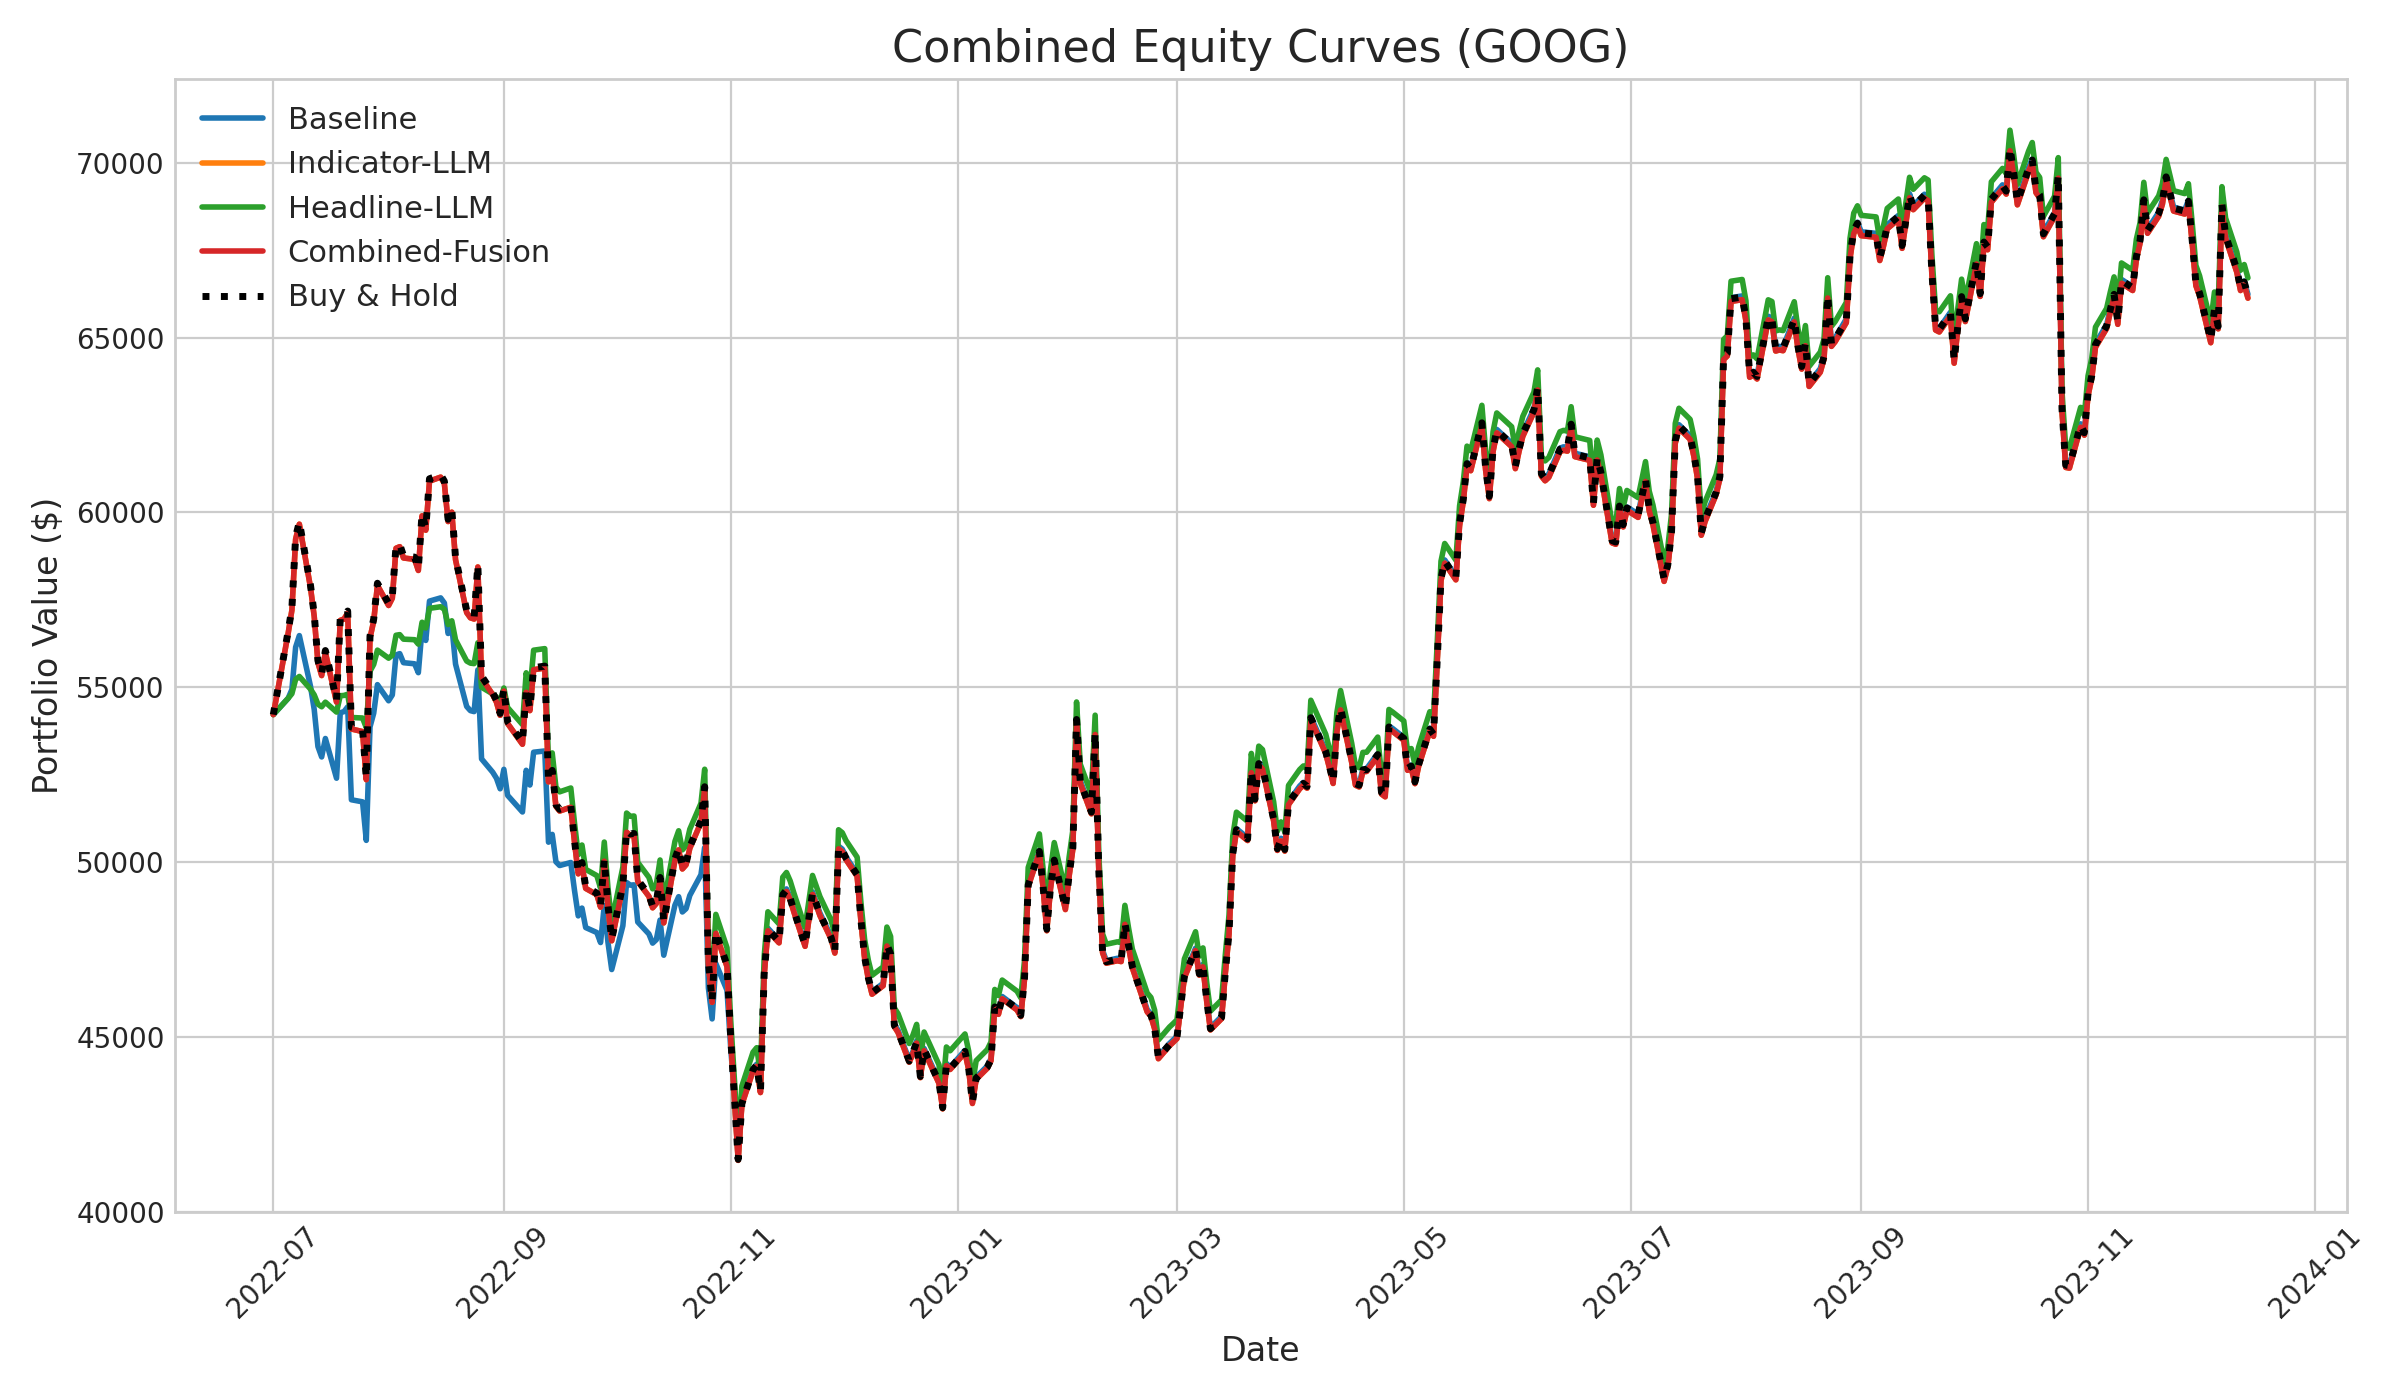 Combined Equity Curves (GOOG)
Baseline
Indicator-LLM
Headline-LLM
Combined-Fusion
Buy & Hold
Portfolio Value ($)
70000
65000
60000
55000
50000
45000
40000
2022-07
2022-09
2022-11
2023-01
2023-03
2023-05
2023-07
2023-09
2023-11
2024-01
Date